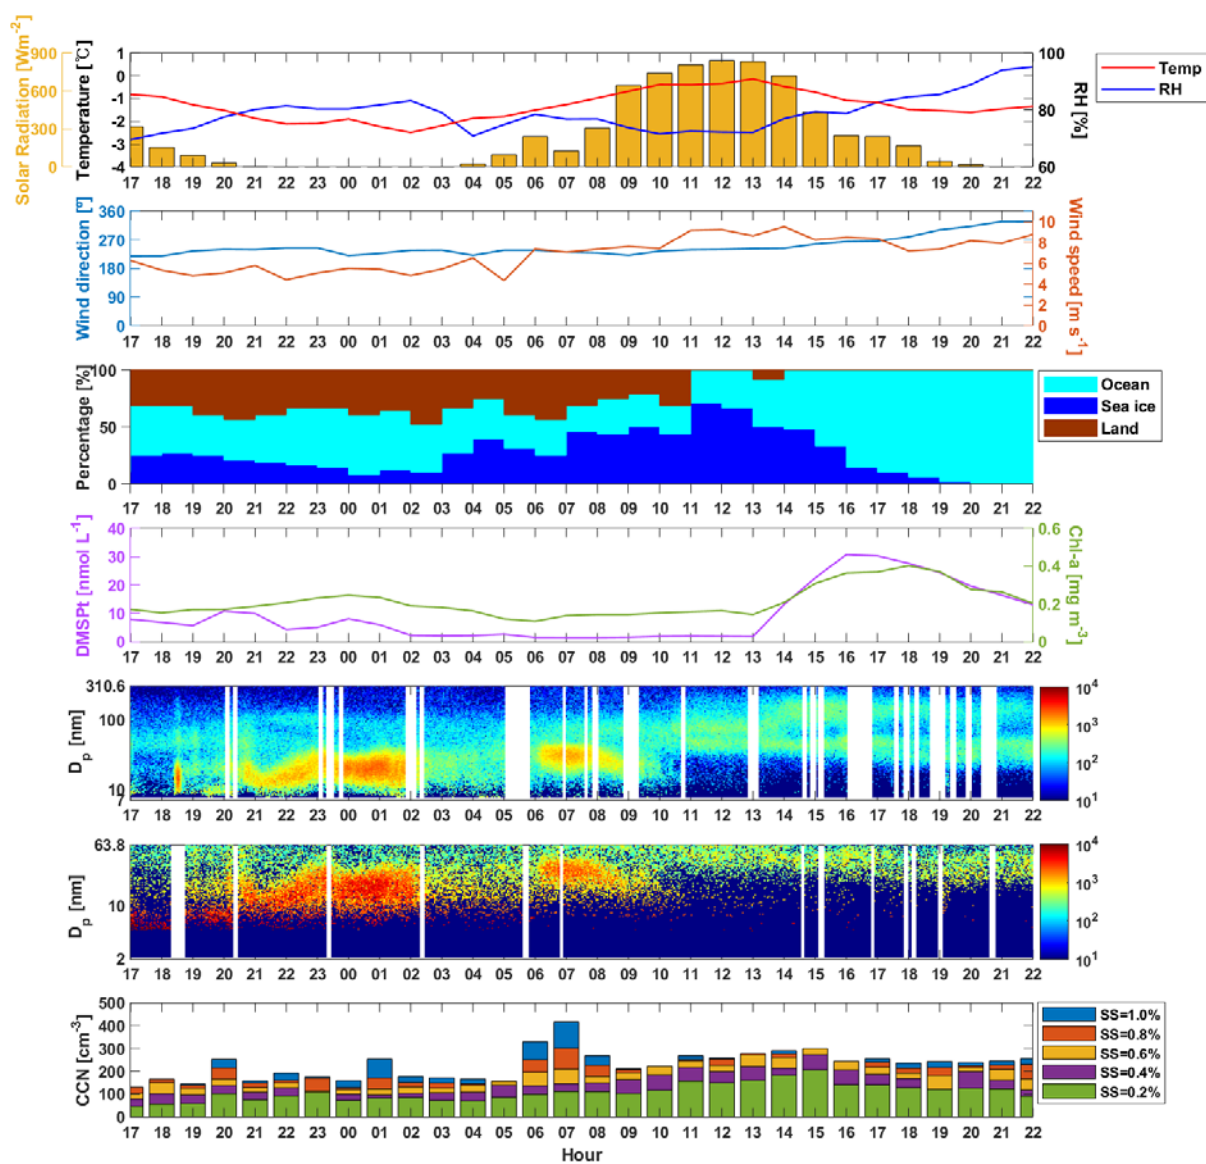 Solar Radiation [Wm-2]
900
600
300
0
Temperature [℃]
1
0
-1
-2
-3
-4
100
80
60
RH [%]
Temp
RH
17 18 19 20 21 22 23 00 01 02 03 04 05 06 07 08 09 10 11 12 13 14 15 16 17 18 19 20 21 22
Wind direction [º]
360
270
180
90
0
10
8
6
4
2
0
Wind speed [m s-1]
17 18 19 20 21 22 23 00 01 02 03 04 05 06 07 08 09 10 11 12 13 14 15 16 17 18 19 20 21 22
Percentage [%]
100
50
0
Ocean
Sea ice
Land
17 18 19 20 21 22 23 00 01 02 03 04 05 06 07 08 09 10 11 12 13 14 15 16 17 18 19 20 21 22
DMSPt [nmol L-1]
40
30
20
10
0
0.6
0.4
0.2
0
Chl-a [mg m-3]
17 18 19 20 21 22 23 00 01 02 03 04 05 06 07 08 09 10 11 12 13 14 15 16 17 18 19 20 21 22
Dp [nm]
310.6
100
10
7
104
103
102
101
17 18 19 20 21 22 23 00 01 02 03 04 05 06 07 08 09 10 11 12 13 14 15 16 17 18 19 20 21 22
Dp [nm]
63.8
10
2
104
103
102
101
17 18 19 20 21 22 23 00 01 02 03 04 05 06 07 08 09 10 11 12 13 14 15 16 17 18 19 20 21 22
CCN [cm-3]
500
400
300
200
100
0
SS=1.0%
SS=0.8%
SS=0.6%
SS=0.4%
SS=0.2%
17 18 19 20 21 22 23 00 01 02 03 04 05 06 07 08 09 10 11 12 13 14 15 16 17 18 19 20 21 22
Hour